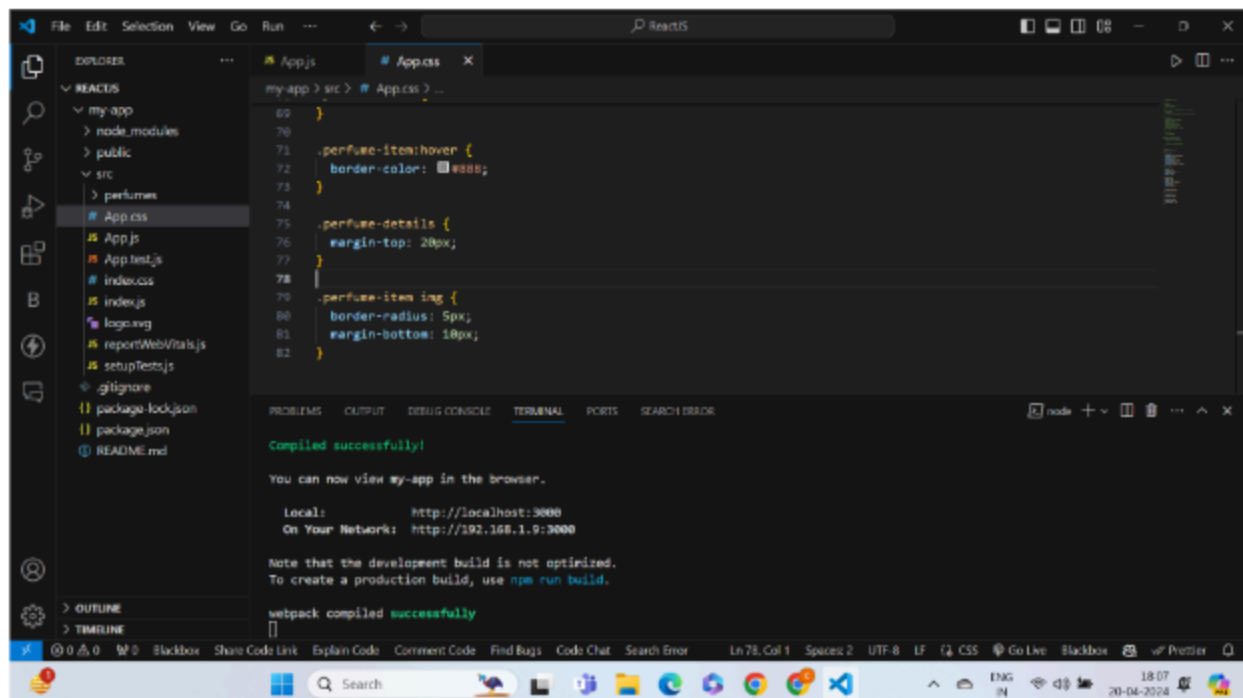 File Edit Selection View Go Run ··· ReactJS
EXPLORER ···
REACTJS
my-app
node_modules
public
src
perfumes
# App.css
JS App.js
JS App.test.js
# index.css
JS index.js
logo.svg
JS reportWebVitals.js
JS setupTests.js
.gitignore
{} package-lock.json
{} package.json
README.md
OUTLINE
TIMELINE
JS App.js # App.css
my-app > src > # App.css > ...
69 }
70
71 .perfume-item:hover {
72 border-color: #888;
73 }
74
75 .perfume-details {
76 margin-top: 20px;
77 }
78
79 .perfume-item img {
80 border-radius: 5px;
81 margin-bottom: 10px;
82 }
PROBLEMS OUTPUT DEBUG CONSOLE TERMINAL PORTS SEARCH ERROR node
Compiled successfully!
You can now view my-app in the browser.
Local: http://localhost:3000
On Your Network: http://192.168.1.9:3000
Note that the development build is not optimized.
To create a production build, use npm run build.
webpack compiled successfully
0 0 0 Blackbox Share Code Link Explain Code Comment Code Find Bugs Code Chat Search Error Ln 78, Col 1 Spaces: 2 UTF-8 LF CSS Go Live Blackbox Prettier
Search ENG 18:07
IN 20-04-2024